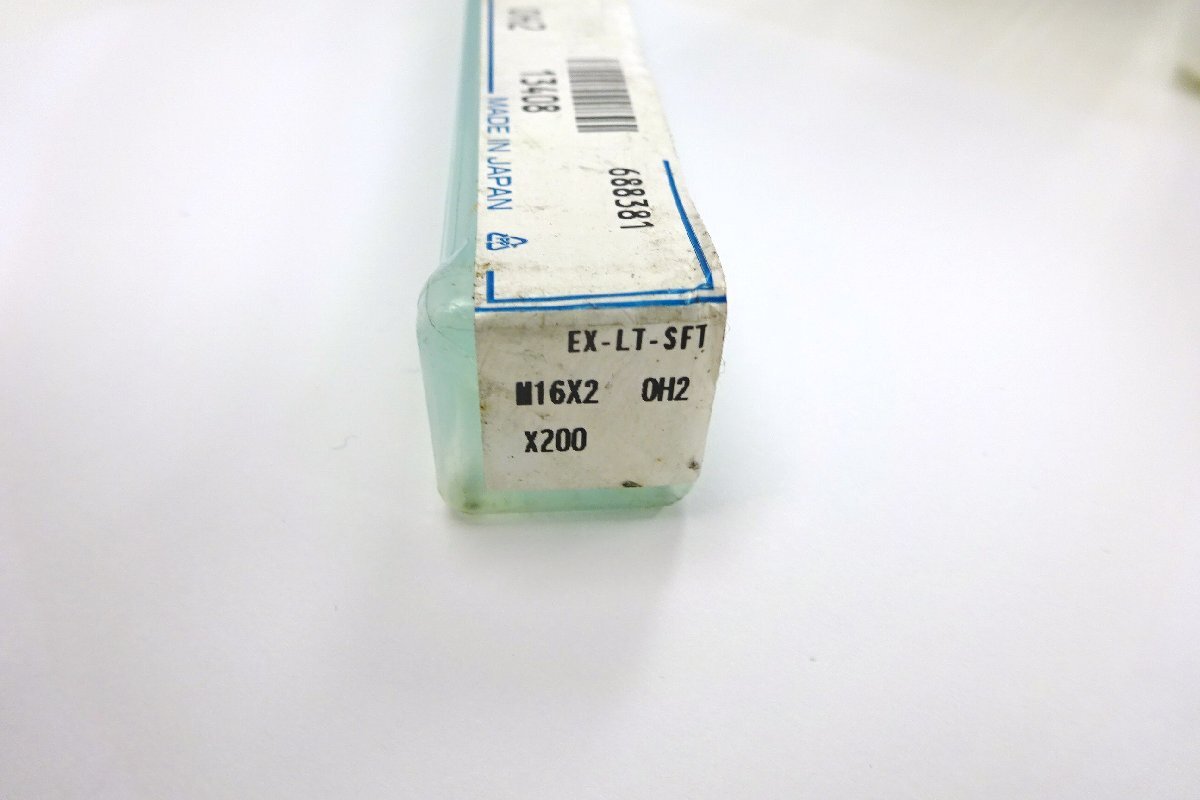 OH2
13408
MADE IN JAPAN
688381
EX-LT-SFT
M16X2 OH2
X200